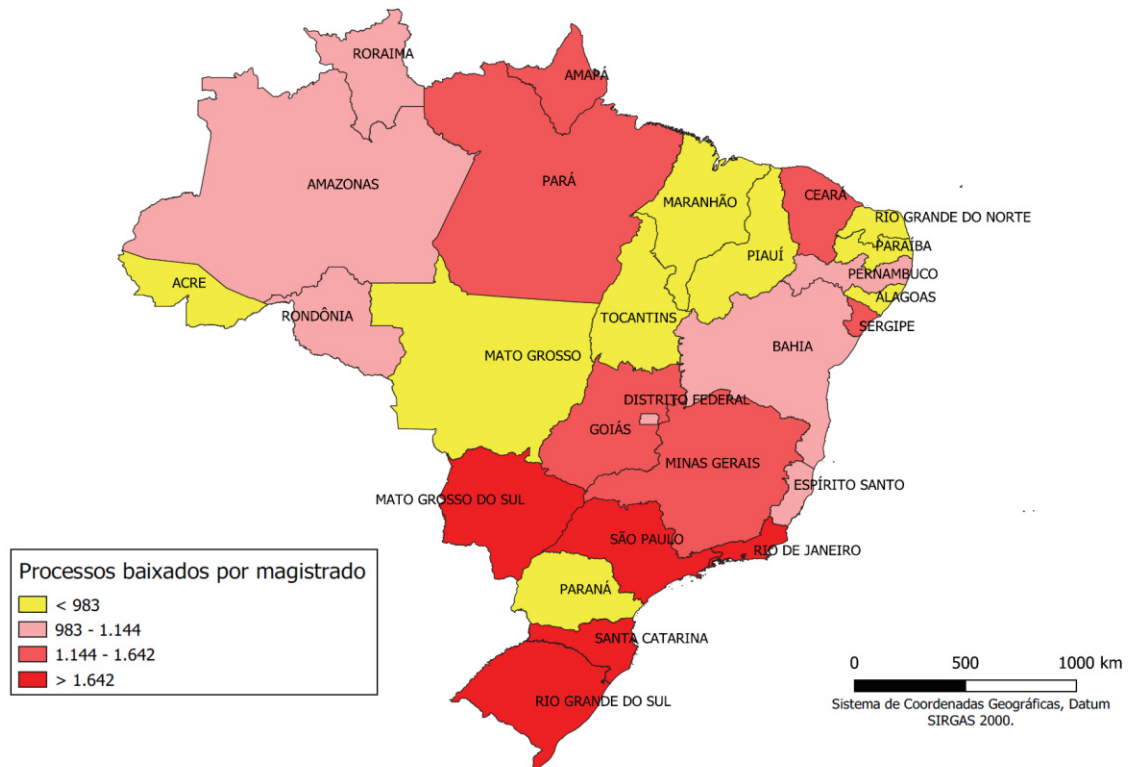 RORAIMA
AMAPÁ
AMAZONAS
PARÁ
MARANHÃO
CEARÁ
RIO GRANDE DO NORTE
PARAÍBA
PIAUÍ
PERNAMBUCO
ACRE
ALAGOAS
RONDÔNIA
TOCANTINS
SERGIPE
MATO GROSSO
BAHIA
DISTRITO FEDERAL
GOIÁS
MINAS GERAIS
ESPÍRITO SANTO
MATO GROSSO DO SUL
SÃO PAULO
RIO DE JANEIRO
PARANÁ
SANTA CATARINA
RIO GRANDE DO SUL
Processos baixados por magistrado
< 983
983 - 1.144
1.144 - 1.642
> 1.642
0 500 1000 km
Sistema de Coordenadas Geográficas, Datum
SIRGAS 2000.